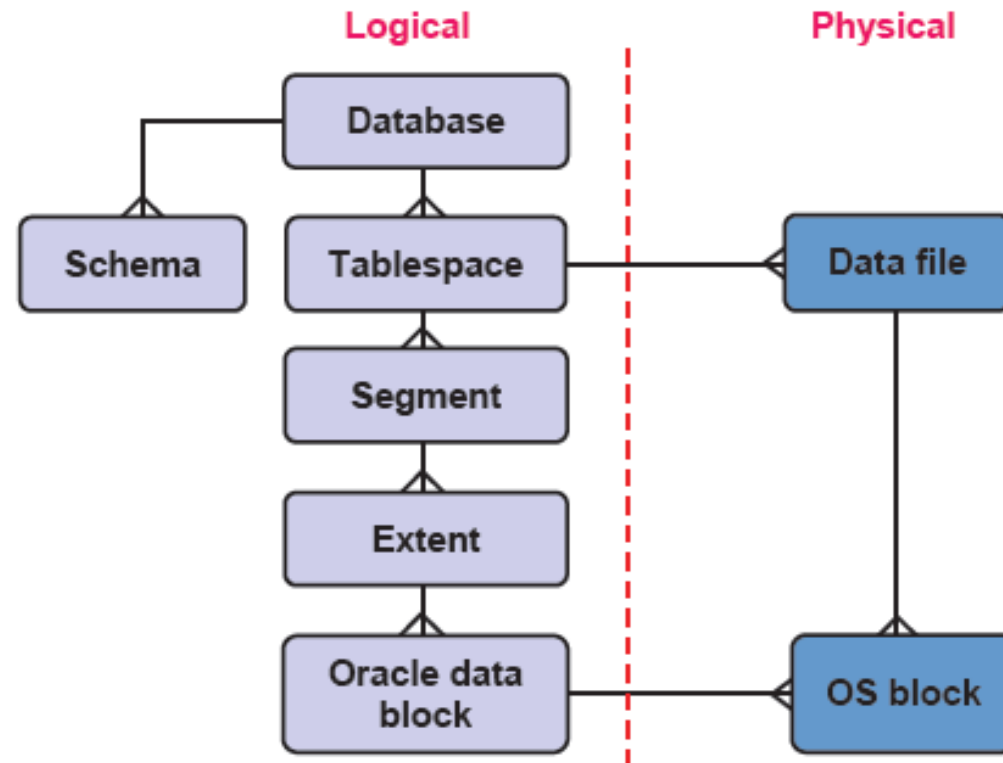 Logical
Physical
Database
Schema
Tablespace
Data file
Segment
Extent
Oracle data
block
OS block